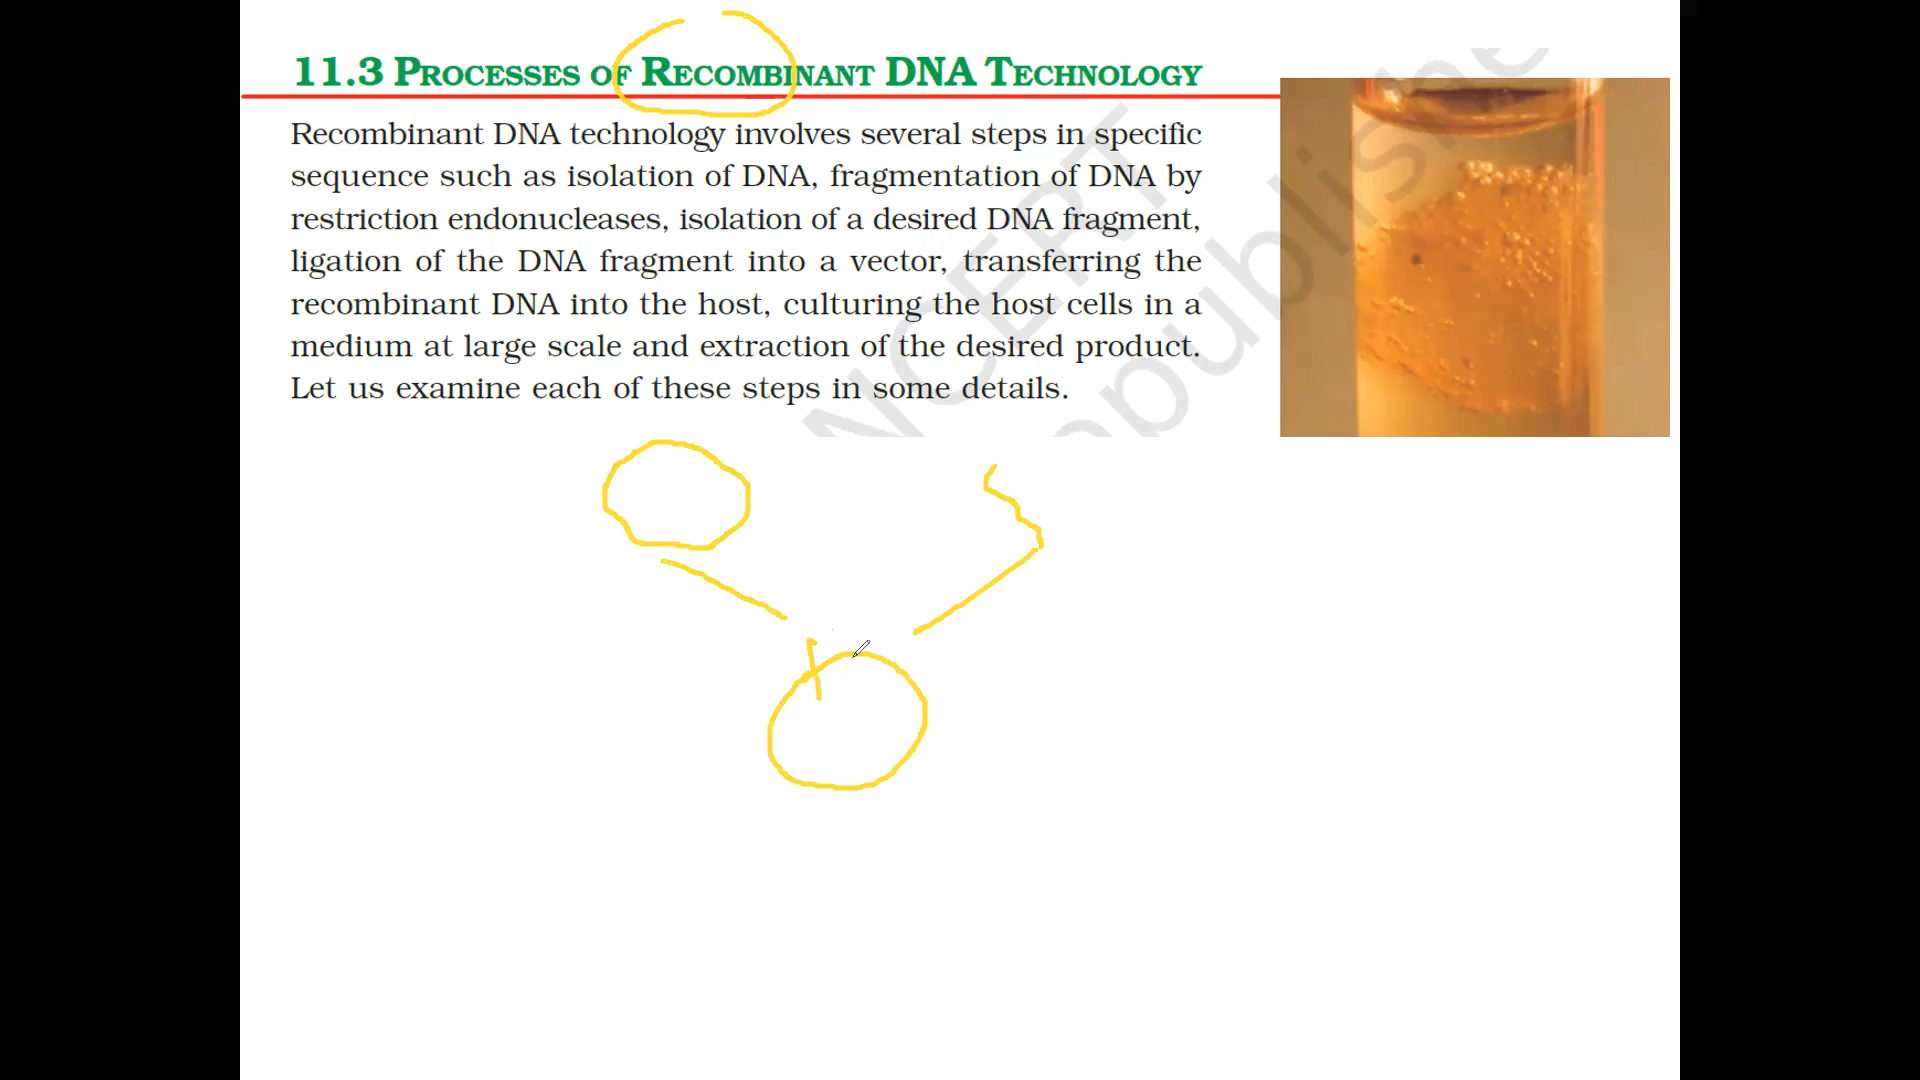 11.3 PROCESSES OF RECOMBINANT DNA TECHNOLOGY
Recombinant DNA technology involves several steps in specific
sequence such as isolation of DNA, fragmentation of DNA by
restriction endonucleases, isolation of a desired DNA fragment,
ligation of the DNA fragment into a vector, transferring the
recombinant DNA into the host, culturing the host cells in a
medium at large scale and extraction of the desired product.
Let us examine each of these steps in some details.
NCERT